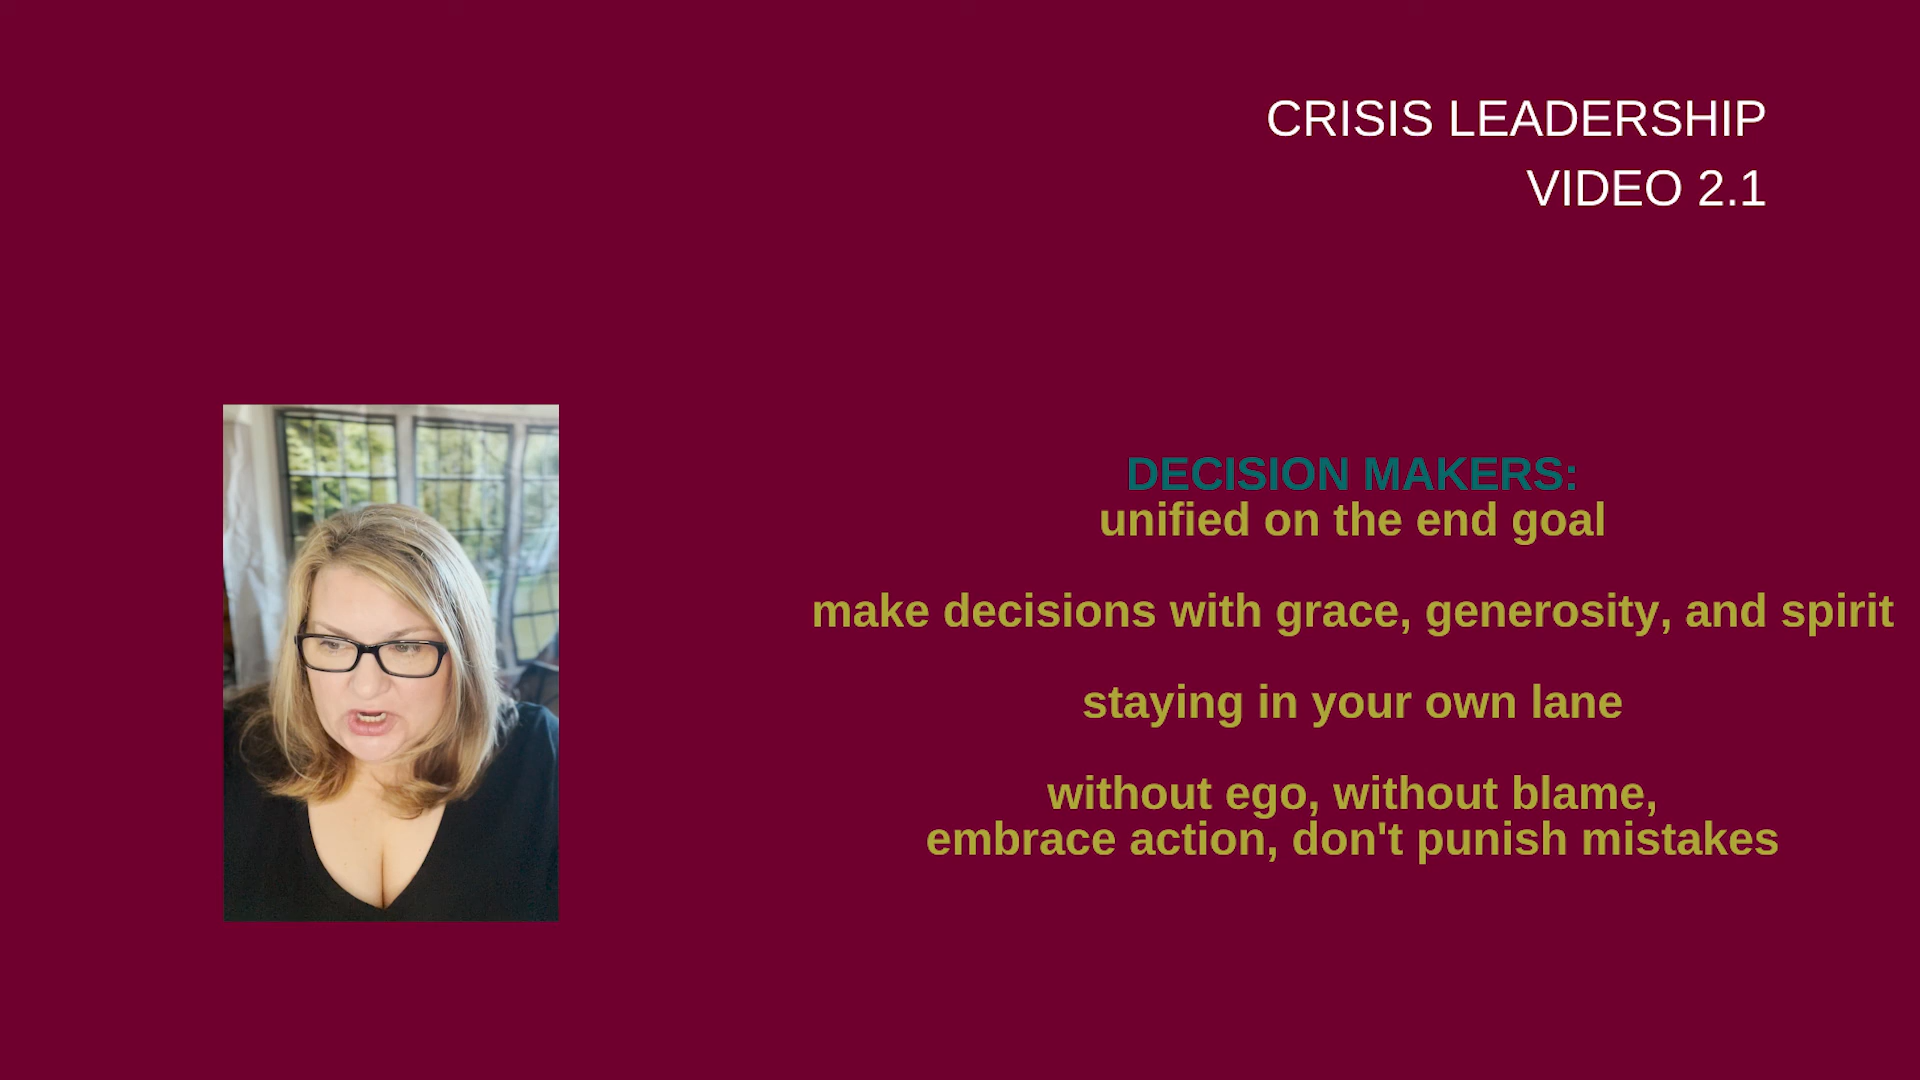 CRISIS LEADERSHIP
VIDEO 2.1
DECISION MAKERS:
unified on the end goal
make decisions with grace, generosity, and spirit
staying in your own lane
without ego, without blame,
embrace action, don't punish mistakes